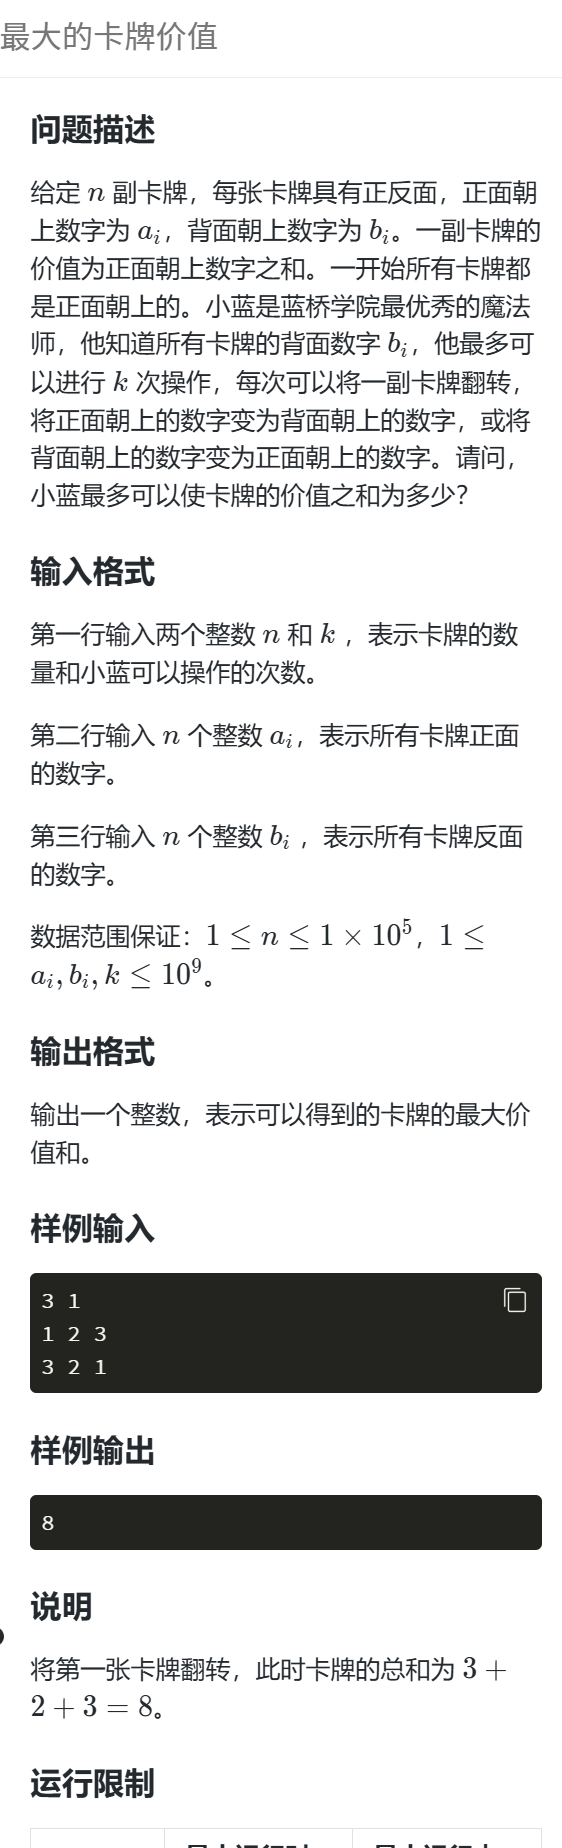 最大的卡牌价值
问题描述
给定 n 副卡牌，每张卡牌具有正反面，正面朝
上数字为 aᵢ，背面朝上数字为 bᵢ。一副卡牌的
价值为正面朝上数字之和。一开始所有卡牌都
是正面朝上的。小蓝是蓝桥学院最优秀的魔法
师，他知道所有卡牌的背面数字 bᵢ，他最多可
以进行 k 次操作，每次可以将一副卡牌翻转，
将正面朝上的数字变为背面朝上的数字，或将
背面朝上的数字变为正面朝上的数字。请问，
小蓝最多可以使卡牌的价值之和为多少？
输入格式
第一行输入两个整数 n 和 k ，表示卡牌的数
量和小蓝可以操作的次数。
第二行输入 n 个整数 aᵢ，表示所有卡牌正面
的数字。
第三行输入 n 个整数 bᵢ ，表示所有卡牌反面
的数字。
数据范围保证：1 ≤ n ≤ 1 × 10⁵，1 ≤
aᵢ, bᵢ, k ≤ 10⁹。
输出格式
输出一个整数，表示可以得到的卡牌的最大价
值和。
样例输入
3 1
1 2 3
3 2 1
样例输出
8
说明
将第一张卡牌翻转，此时卡牌的总和为 3 +
2 + 3 = 8。
运行限制